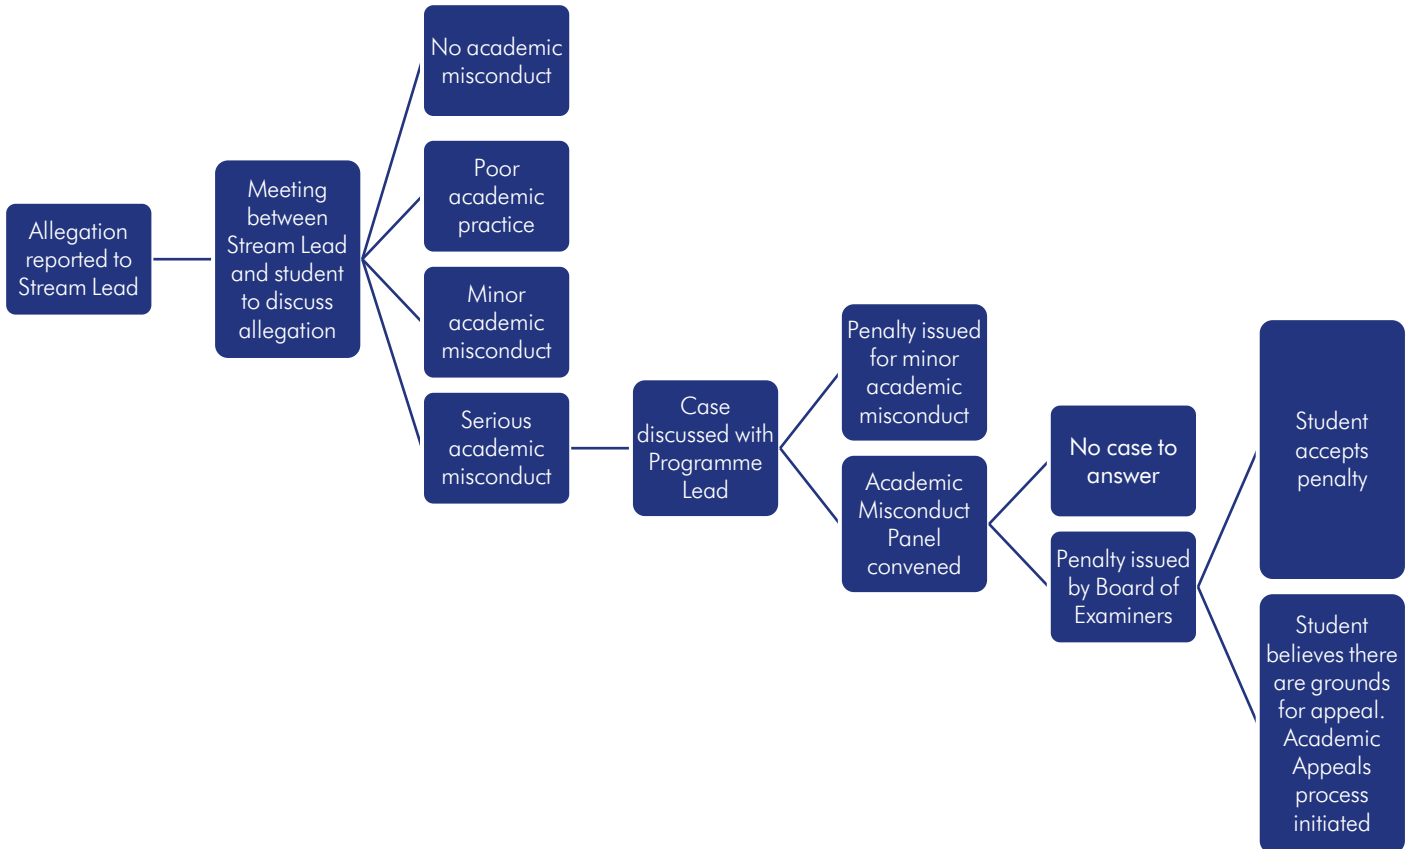 Allegation
reported to
Stream Lead
Meeting
between
Stream Lead
and student
to discuss
allegation
No academic
misconduct
Poor
academic
practice
Minor
academic
misconduct
Serious
academic
misconduct
Case
discussed with
Programme
Lead
Penalty issued
for minor
academic
misconduct
Academic
Misconduct
Panel
convened
No case to
answer
Penalty issued
by Board of
Examiners
Student
accepts
penalty
Student
believes there
are grounds
for appeal.
Academic
Appeals
process
initiated